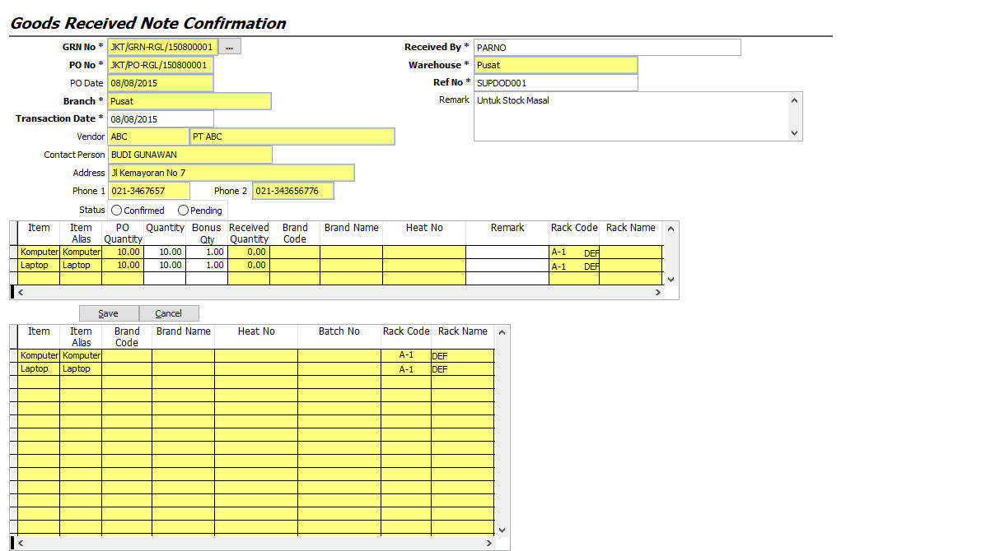 Goods Received Note Confirmation
GRN No * JKT/GRN-RGL/150800001 ... Received By * PARNO
PO No * JKT/PO-RGL/150800001 Warehouse * Pusat
PO Date 08/08/2015 Ref No * SUPDOD001
Branch * Pusat Remark Untuk Stock Masal
Transaction Date * 08/08/2015
Vendor ABC PT ABC
Contact Person BUDI GUNAWAN
Address Jl Kemayoran No 7
Phone 1 021-3467657 Phone 2 021-343656776
Status Confirmed Pending
Item Item Alias PO Quantity Quantity Bonus Qty Received Quantity Brand Code Brand Name Heat No Remark Rack Code Rack Name
Komputer Komputer 10.00 10.00 1.00 0.00 A-1 DEF
Laptop Laptop 10.00 10.00 1.00 0.00 A-1 DEF
Save Cancel
Item Item Alias Brand Code Brand Name Heat No Batch No Rack Code Rack Name
Komputer Komputer A-1 DEF
Laptop Laptop A-1 DEF